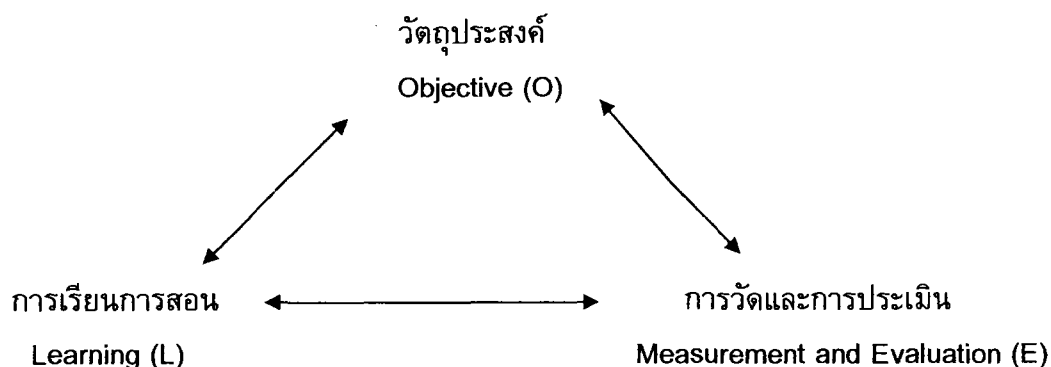 วัตถุประสงค์
Objective (O)
การเรียนการสอน
การวัดและการประเมิน
Learning (L)
Measurement and Evaluation (E)